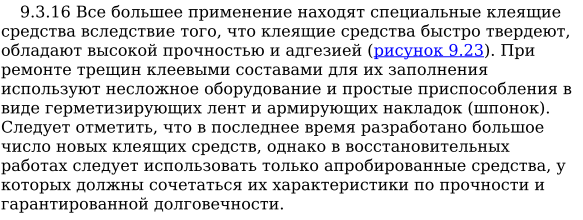 9.3.16 Все большее применение находят специальные клеящие
средства вследствие того, что клеящие средства быстро твердеют,
обладают высокой прочностью и адгезией (рисунок 9.23). При
ремонте трещин клеевыми составами для их заполнения
используют несложное оборудование и простые приспособления в
виде герметизирующих лент и армирующих накладок (шпонок).
Следует отметить, что в последнее время разработано большое
число новых клеящих средств, однако в восстановительных
работах следует использовать только апробированные средства, у
которых должны сочетаться их характеристики по прочности и
гарантированной долговечности.